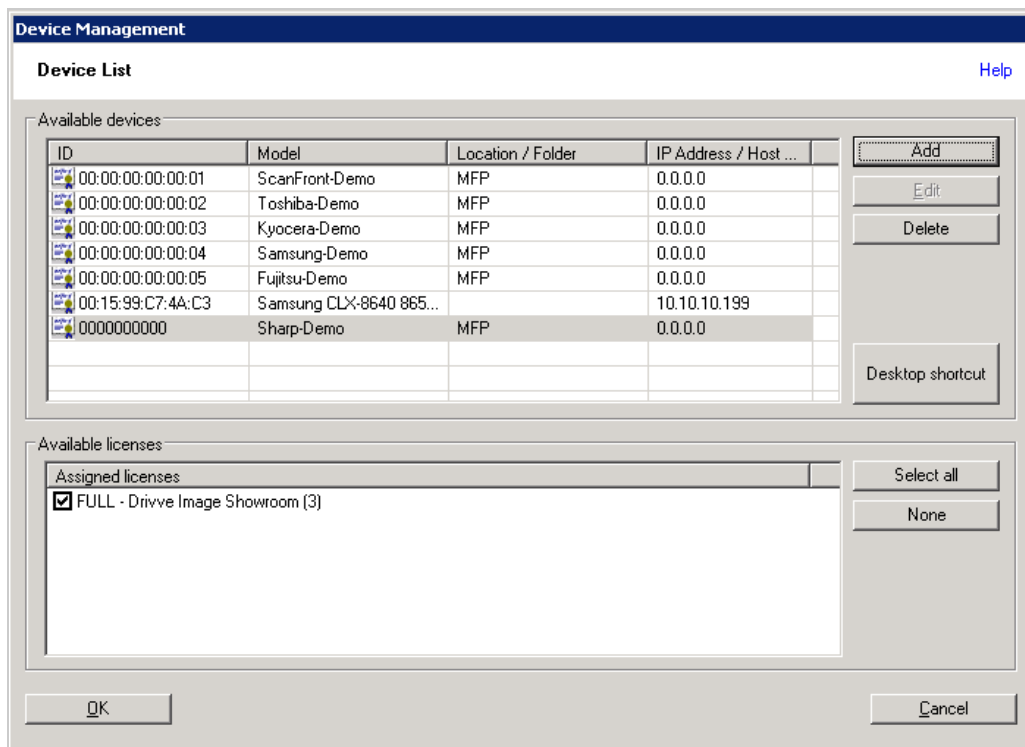 Device Management
Device List Help
Available devices
ID Model Location / Folder IP Address / Host ...
00:00:00:00:00:01 ScanFront-Demo MFP 0.0.0.0
00:00:00:00:00:02 Toshiba-Demo MFP 0.0.0.0
00:00:00:00:00:03 Kyocera-Demo MFP 0.0.0.0
00:00:00:00:00:04 Samsung-Demo MFP 0.0.0.0
00:00:00:00:00:05 Fujitsu-Demo MFP 0.0.0.0
00:15:99:C7:4A:C3 Samsung CLX-8640 865... 10.10.10.199
0000000000 Sharp-Demo MFP 0.0.0.0
Add
Edit
Delete
Desktop shortcut
Available licenses
Assigned licenses
FULL - Drivve Image Showroom (3)
Select all
None
OK Cancel